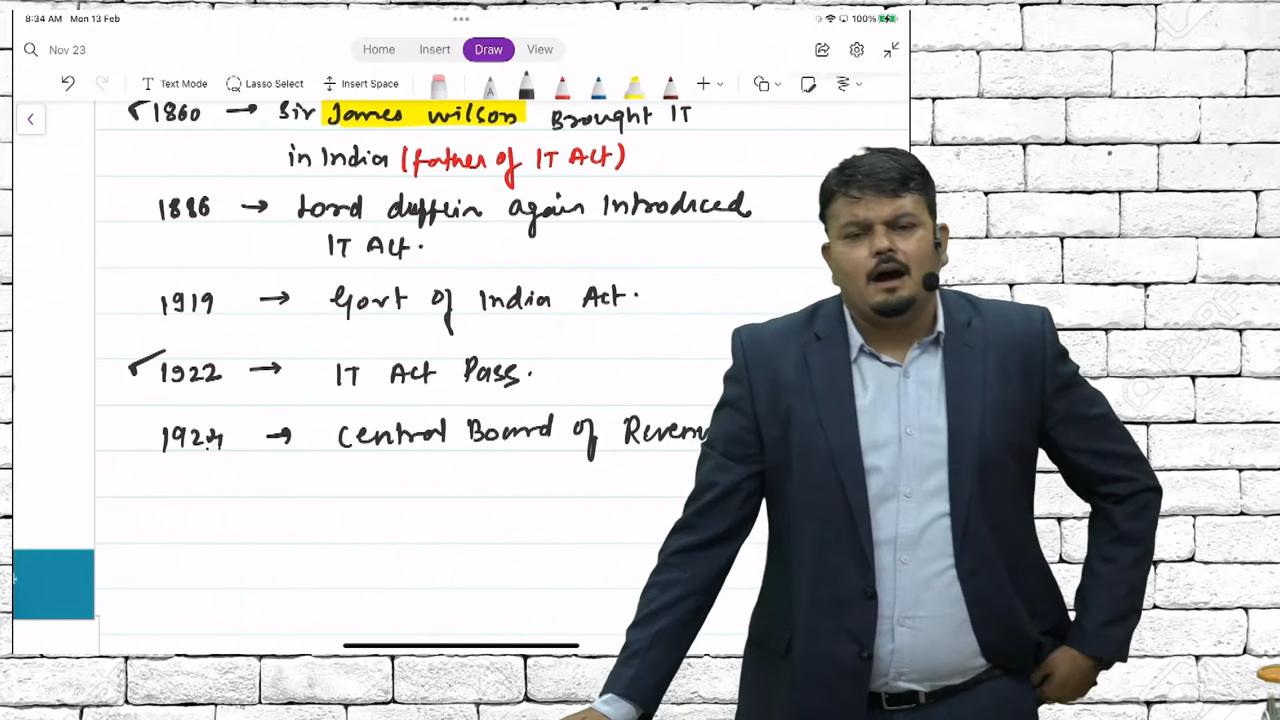 8:34 AM Mon 13 Feb
100%
Nov 23
Home Insert Draw View
Text Mode Lasso Select Insert Space
1860 → Sir James Wilson Brought IT
in India (father of IT Act)
1886 → Lord dufferin again Introduced
IT Act.
1919 → Govt of India Act.
1922 → IT Act Pass.
1924 → Central Board of